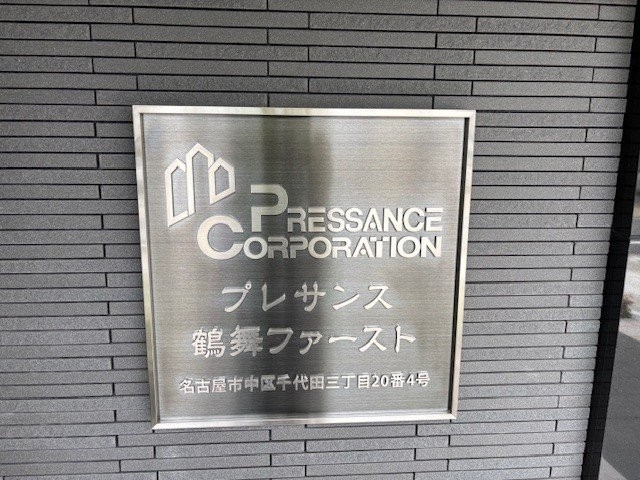 PRESSANCE
CORPORATION
プレサンス
鶴舞ファースト
名古屋市中区千代田三丁目20番4号